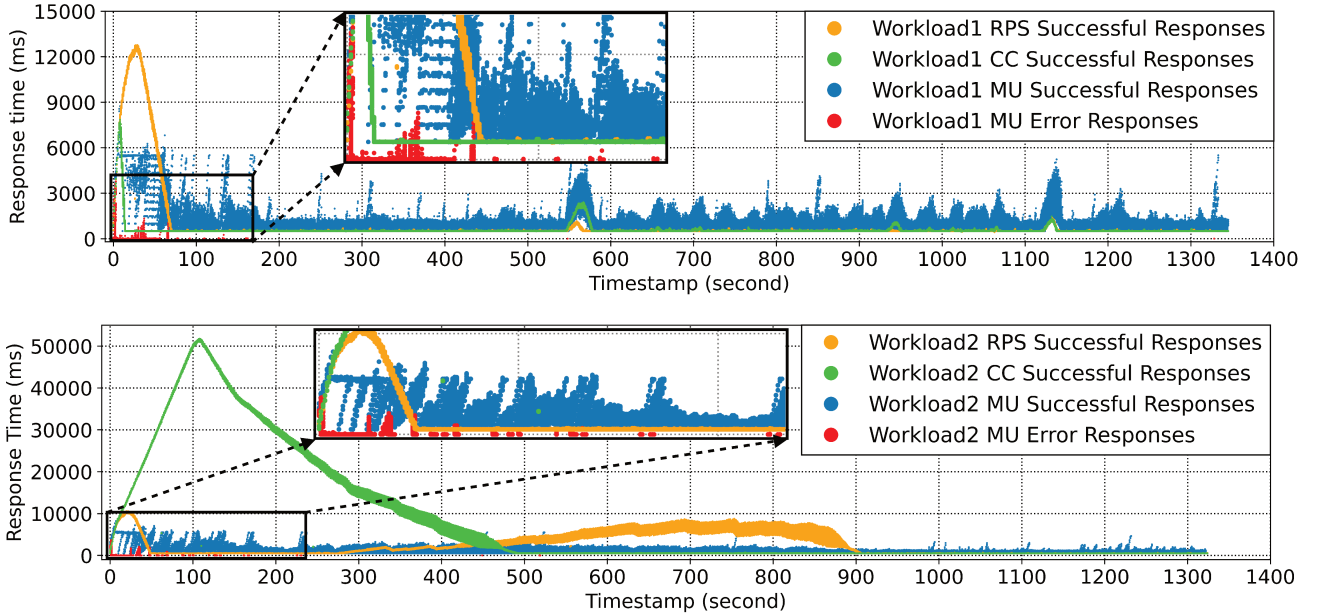 15000
12000
9000
6000
3000
0
Response time (ms)
Workload1 RPS Successful Responses
Workload1 CC Successful Responses
Workload1 MU Successful Responses
Workload1 MU Error Responses
0 100 200 300 400 500 600 700 800 900 1000 1100 1200 1300 1400
Timestamp (second)
50000
40000
30000
20000
10000
0
Response Time (ms)
Workload2 RPS Successful Responses
Workload2 CC Successful Responses
Workload2 MU Successful Responses
Workload2 MU Error Responses
0 100 200 300 400 500 600 700 800 900 1000 1100 1200 1300 1400
Timestamp (second)